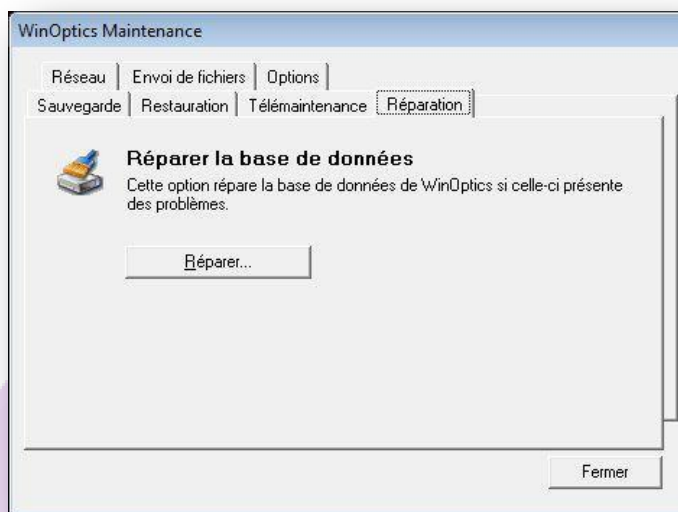 WinOptics Maintenance
Réseau Envoi de fichiers Options
Sauvegarde Restauration Télémaintenance Réparation
Réparer la base de données
Cette option répare la base de données de WinOptics si celle-ci présente
des problèmes.
Réparer...
Fermer